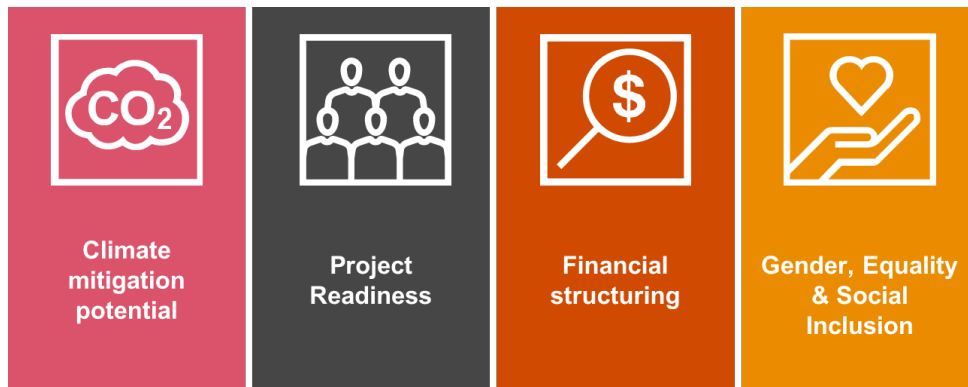 CO2
Climate
mitigation
potential
Project
Readiness
$
Financial
structuring
Gender, Equality
& Social
Inclusion